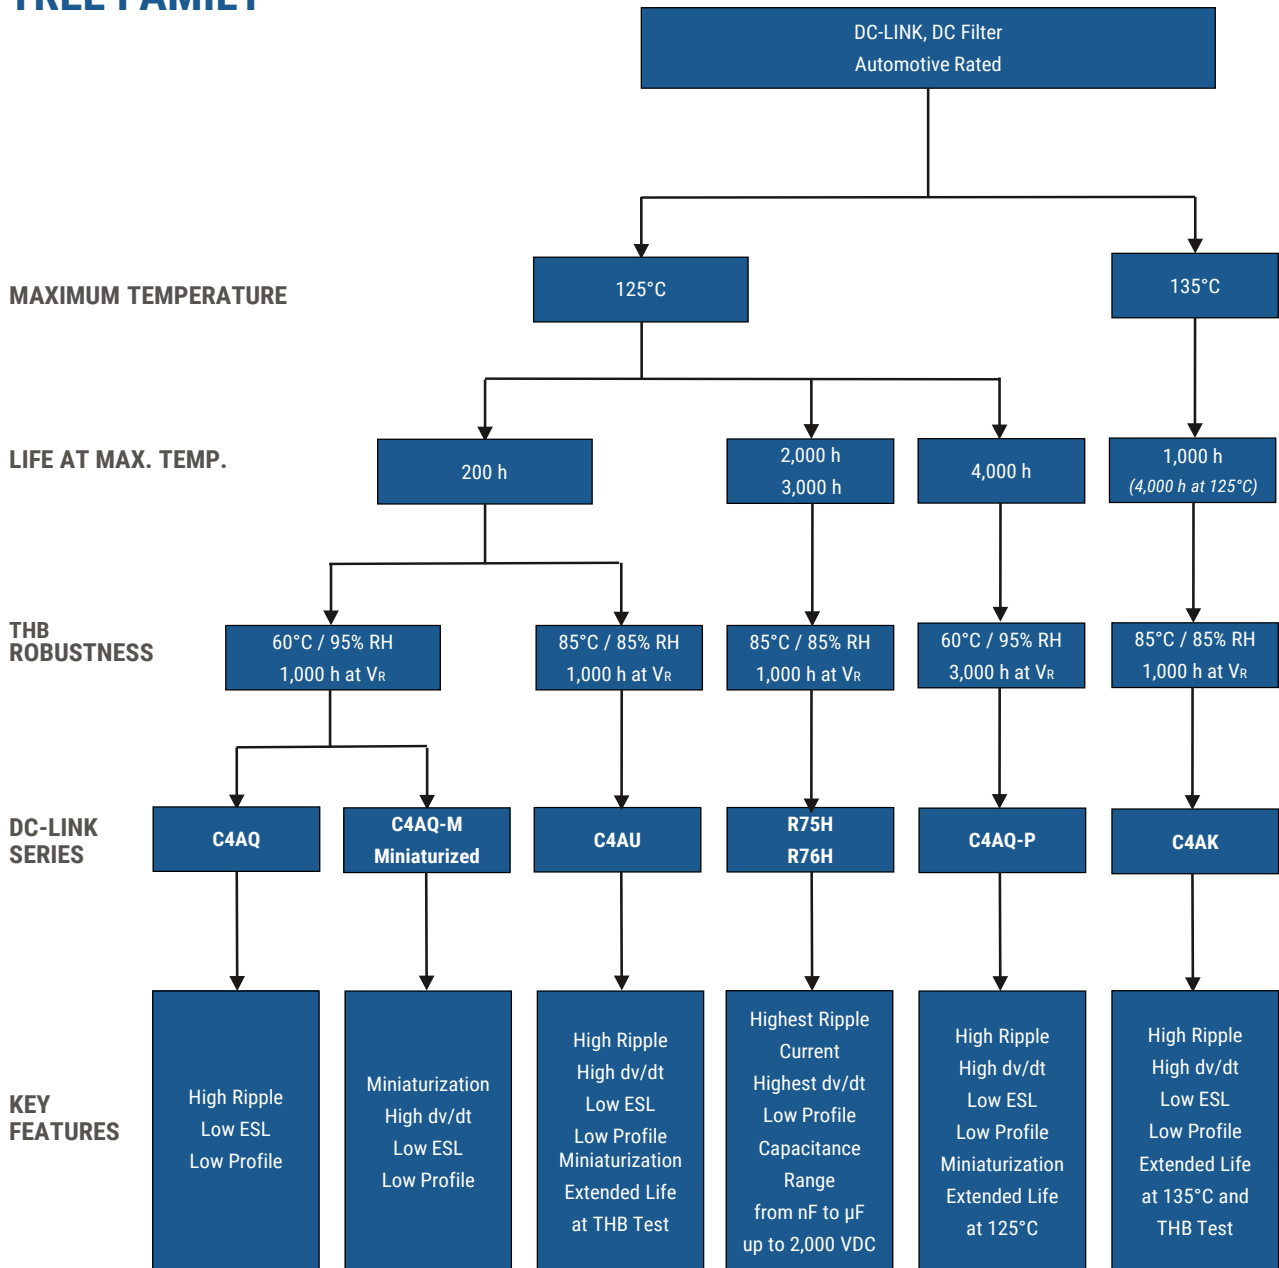 TREE FAMILY
DC-LINK, DC Filter
Automotive Rated
MAXIMUM TEMPERATURE
125°C
135°C
LIFE AT MAX. TEMP.
200 h
2,000 h
3,000 h
4,000 h
1,000 h
(4,000 h at 125°C)
THB
ROBUSTNESS
60°C / 95% RH
1,000 h at VR
85°C / 85% RH
1,000 h at VR
85°C / 85% RH
1,000 h at VR
60°C / 95% RH
3,000 h at VR
85°C / 85% RH
1,000 h at VR
DC-LINK
SERIES
C4AQ
C4AQ-M
Miniaturized
C4AU
R75H
R76H
C4AQ-P
C4AK
KEY
FEATURES
High Ripple
Low ESL
Low Profile
Miniaturization
High dv/dt
Low ESL
Low Profile
High Ripple
High dv/dt
Low ESL
Low Profile
Miniaturization
Extended Life
at THB Test
Highest Ripple
Current
Highest dv/dt
Low Profile
Capacitance
Range
from nF to µF
up to 2,000 VDC
High Ripple
High dv/dt
Low ESL
Low Profile
Miniaturization
Extended Life
at 125°C
High Ripple
High dv/dt
Low ESL
Low Profile
Extended Life
at 135°C and
THB Test